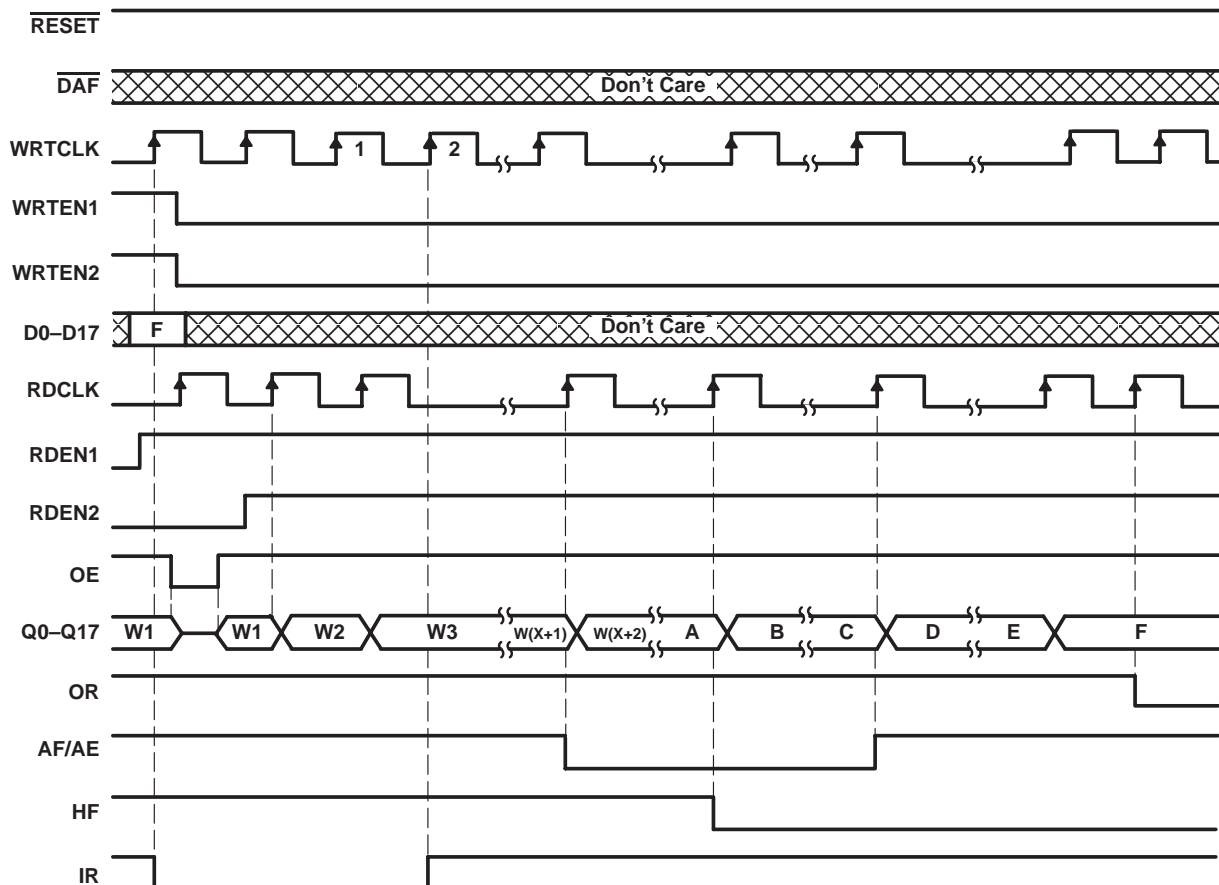 RESET
DAF
Don't Care
WRTCLK
1
2
WRTEN1
WRTEN2
D0–D17
F
Don't Care
RDCLK
RDEN1
RDEN2
OE
Q0–Q17
W1
W1
W2
W3
W(X+1)
W(X+2)
A
B
C
D
E
F
OR
AF/AE
HF
IR